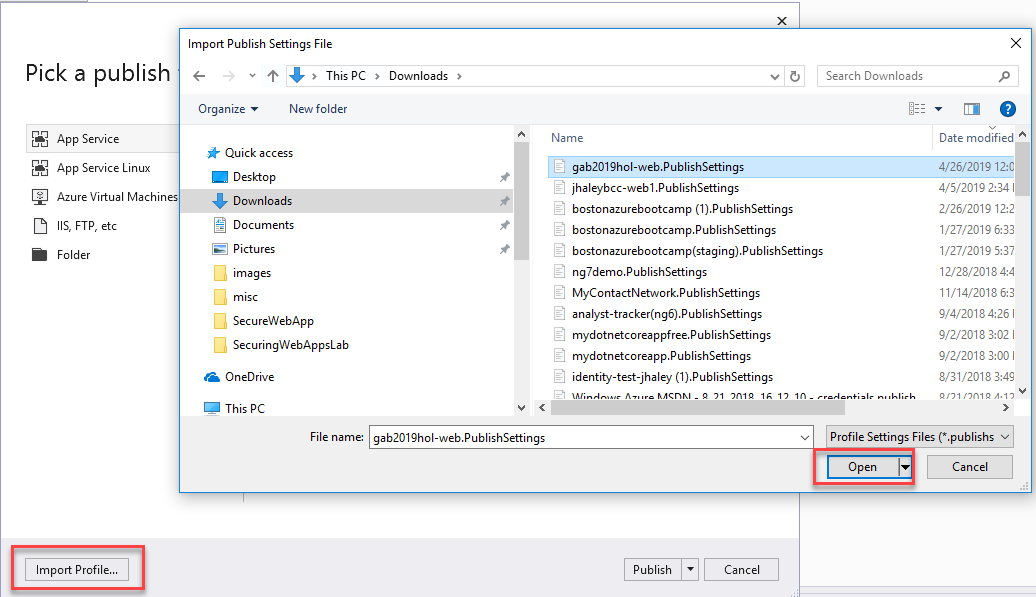 Import Publish Settings File
Pick a publish
This PC
Downloads
Search Downloads
Organize
New folder
App Service
App Service Linux
Azure Virtual Machines
IIS, FTP, etc
Folder
Quick access
Desktop
Downloads
Documents
Pictures
images
misc
SecureWebApp
SecuringWebAppsLab
OneDrive
This PC
Name Date modified
gab2019hol-web.PublishSettings 4/26/2019 12:0
jhaleybcc-web1.PublishSettings 4/5/2019 2:34
bostonazurebootcamp (1).PublishSettings 2/26/2019 12:2
bostonazurebootcamp.PublishSettings 1/27/2019 6:33
bostonazurebootcamp(staging).PublishSettings 1/27/2019 5:37
ng7demo.PublishSettings 12/28/2018 4:
MyContactNetwork.PublishSettings 11/14/2018 6:3
analyst-tracker(ng6).PublishSettings 9/4/2018 4:26
mydotnetcoreappfree.PublishSettings 9/2/2018 3:02
mydotnetcoreapp.PublishSettings 9/2/2018 3:00
identity-test-jhaley (1).PublishSettings 8/31/2018 3:49
Windows Azure MSDN - 8_21_2018_16_12_10 - credentials.publish 8/21/2018 4:12
File name: gab2019hol-web.PublishSettings Profile Settings Files (*.publishs
Open Cancel
Import Profile... Publish Cancel